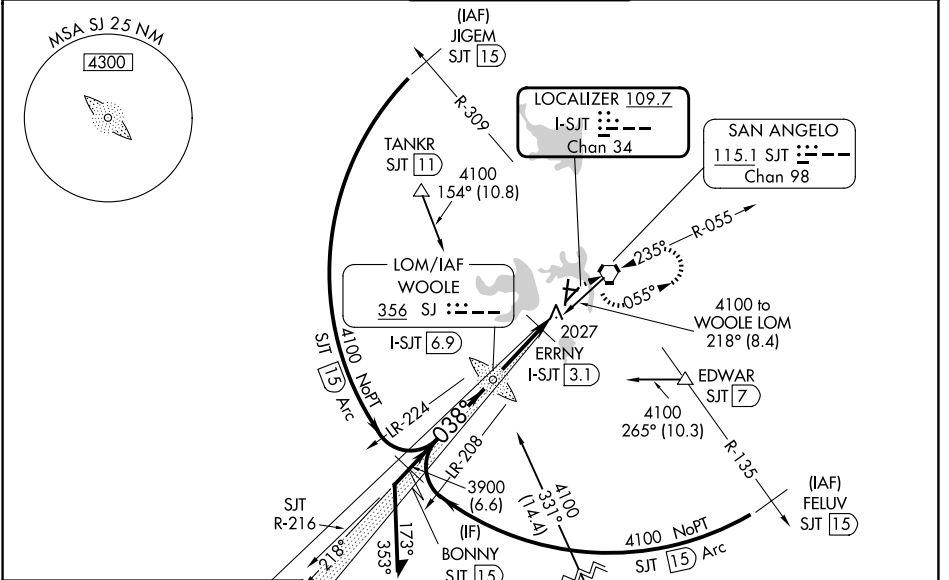 MSA SJ 25 NM
4300
(IAF)
JIGEM
SJT 15
R-309
LOCALIZER 109.7
I-SJT
Chan 34
SAN ANGELO
115.1 SJT
Chan 98
TANKR
SJT 11
4100
154° (10.8)
LOM/IAF
WOOLE
356 SJ
I-SJT 6.9
235°
R-055
055°
4100 to
WOOLE LOM
218° (8.4)
2027
ERRNY
I-SJT 3.1
EDWAR
SJT 7
4100
265° (10.3)
R-135
4100 NoPT
SJT 15 Arc
LR-224
038°
LR-208
3900
(6.6)
4100
331°
(14.4)
(IAF)
FELUV
SJT 15
4100 NoPT
SJT 15 Arc
SJT
R-216
218°
173°
353°
(IF)
BONNY
SJT 15